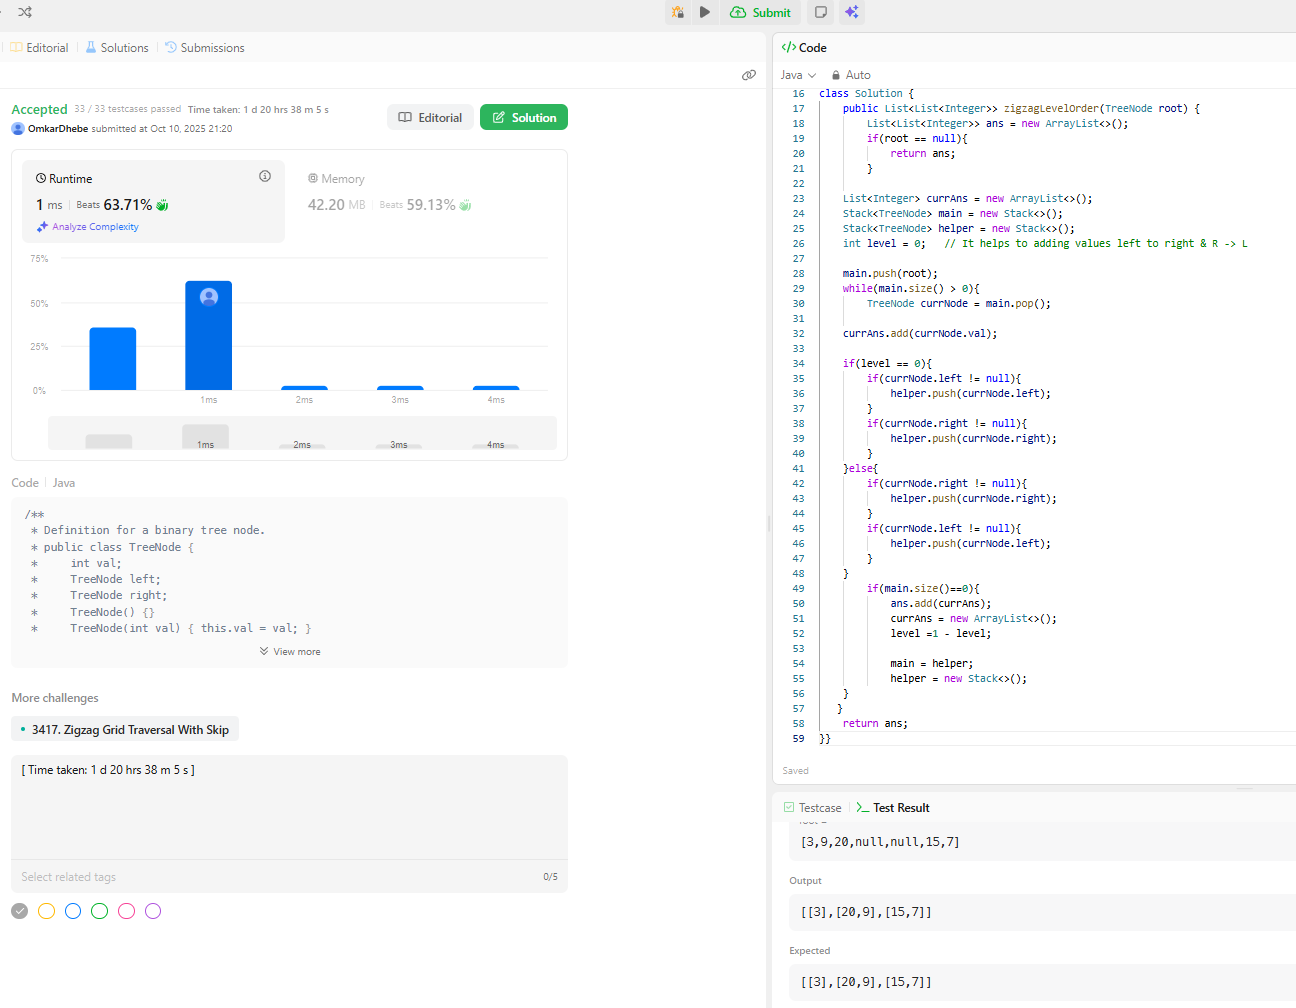 Submit
Editorial
Solutions
Submissions
Accepted 33 / 33 testcases passed Time taken: 1 d 20 hrs 38 m 5 s
OmkarDhebe submitted at Oct 10, 2025 21:20
Editorial
Solution
Runtime
1 ms Beats 63.71%
Analyze Complexity
Memory
42.20 MB Beats 59.13%
75%
50%
25%
0%
1ms 2ms 3ms 4ms
1ms 2ms 3ms 4ms
Code Java
/**
* Definition for a binary tree node.
* public class TreeNode {
*     int val;
*     TreeNode left;
*     TreeNode right;
*     TreeNode() {}
*     TreeNode(int val) { this.val = val; }
View more
More challenges
3417. Zigzag Grid Traversal With Skip
[ Time taken: 1 d 20 hrs 38 m 5 s ]
Select related tags 0/5
Code
Java Auto
16 class Solution {
17     public List<List<Integer>> zigzagLevelOrder(TreeNode root) {
18         List<List<Integer>> ans = new ArrayList<>();
19         if(root == null){
20             return ans;
21         }
22
23     List<Integer> currAns = new ArrayList<>();
24     Stack<TreeNode> main = new Stack<>();
25     Stack<TreeNode> helper = new Stack<>();
26     int level = 0;   // It helps to adding values left to right & R -> L
27
28     main.push(root);
29     while(main.size() > 0){
30         TreeNode currNode = main.pop();
31
32     currAns.add(currNode.val);
33
34     if(level == 0){
35         if(currNode.left != null){
36             helper.push(currNode.left);
37         }
38         if(currNode.right != null){
39             helper.push(currNode.right);
40         }
41     }else{
42         if(currNode.right != null){
43             helper.push(currNode.right);
44         }
45         if(currNode.left != null){
46             helper.push(currNode.left);
47         }
48     }
49         if(main.size()==0){
50             ans.add(currAns);
51             currAns = new ArrayList<>();
52             level =1 - level;
53
54             main = helper;
55             helper = new Stack<>();
56     }
57    }
58     return ans;
59 }}
Saved
Testcase
Test Result
[3,9,20,null,null,15,7]
Output
[[3],[20,9],[15,7]]
Expected
[[3],[20,9],[15,7]]